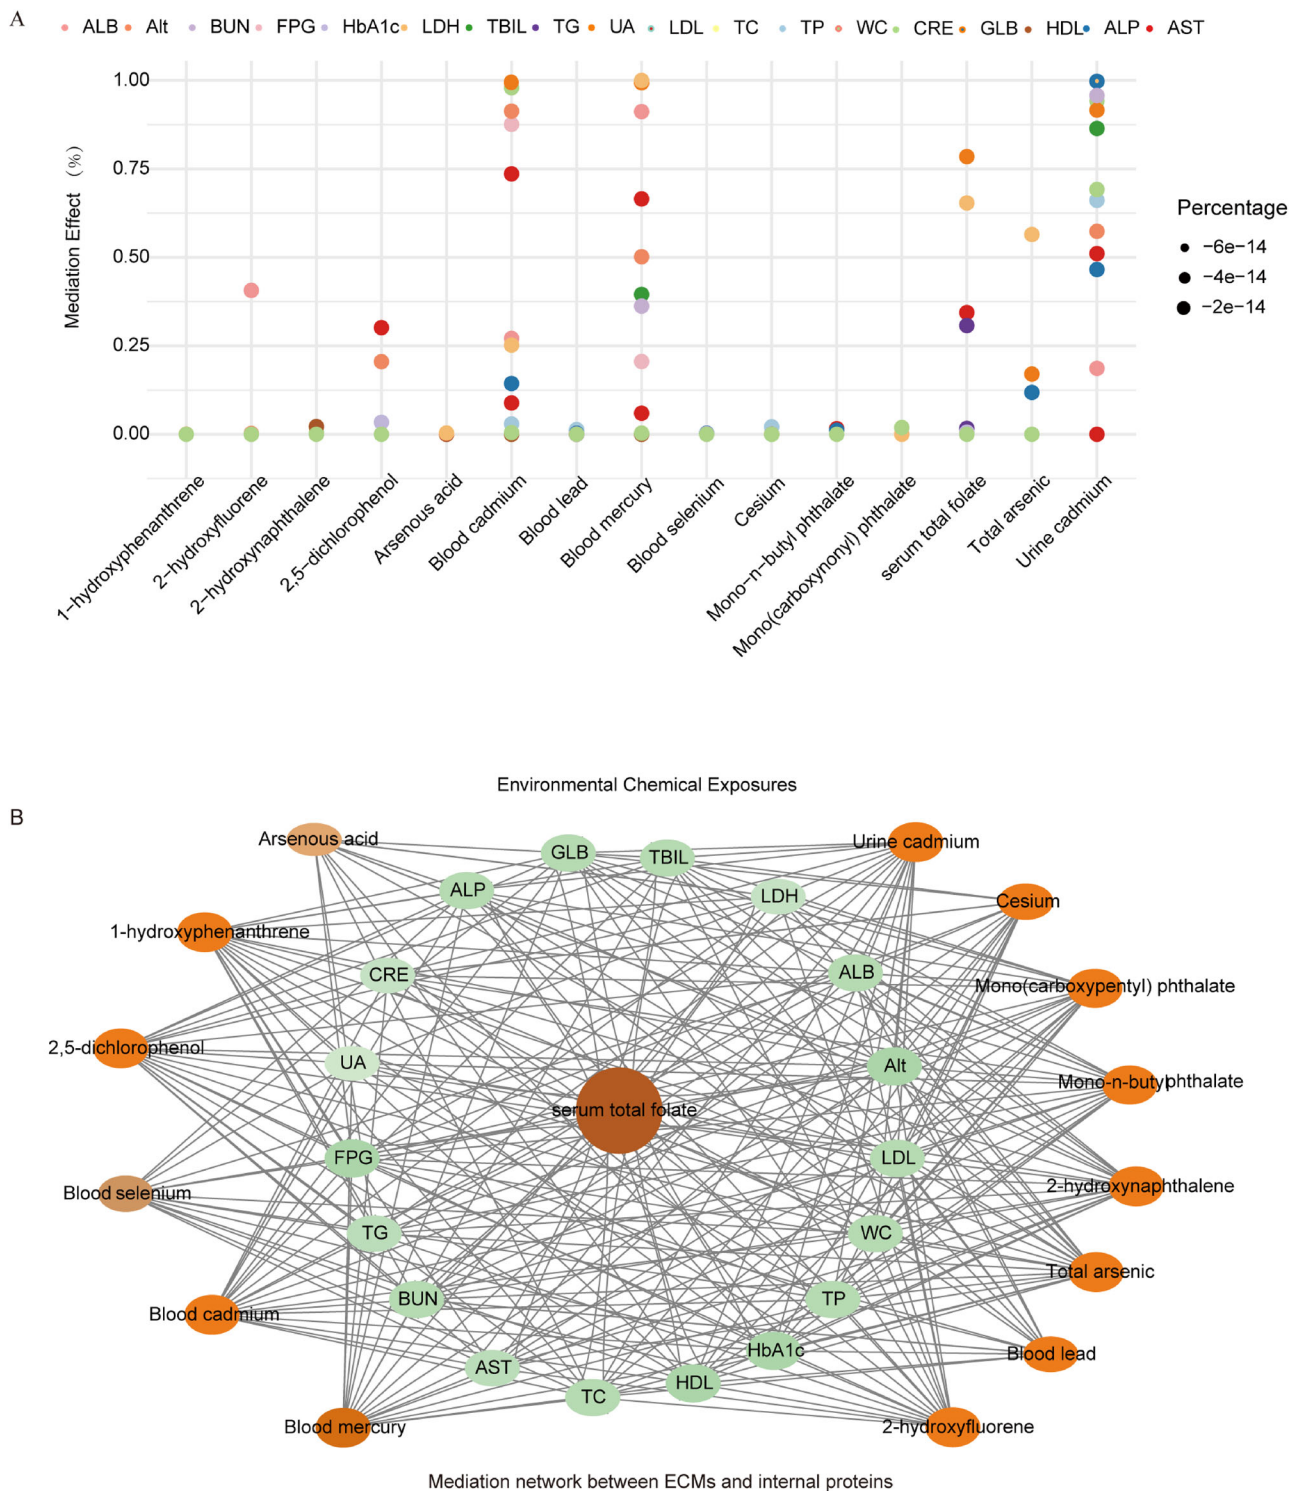 A
ALB Alt BUN FPG HbA1c LDH TBIL TG UA LDL TC TP WC CRE GLB HDL ALP AST
1.00
0.75
0.50
0.25
0.00
Mediation Effect (%)
Percentage
−6e−14
−4e−14
−2e−14
1−hydroxyphenanthrene
2−hydroxyfluorene
2−hydroxynaphthalene
2,5−dichlorophenol
Arsenous acid
Blood cadmium
Blood lead
Blood mercury
Blood selenium
Cesium
Mono−n−butyl phthalate
Mono(carboxynonyl) phthalate
serum total folate
Total arsenic
Urine cadmium
Environmental Chemical Exposures
B
Arsenous acid
GLB
TBIL
Urine cadmium
ALP
LDH
Cesium
1-hydroxyphenanthrene
CRE
ALB
Mono(carboxypentyl) phthalate
2,5-dichlorophenol
UA
Alt
Mono-n-butylphthalate
serum total folate
FPG
LDL
Blood selenium
2-hydroxynaphthalene
TG
WC
Total arsenic
BUN
TP
Blood cadmium
HbA1c
Blood lead
AST
HDL
TC
Blood mercury
2-hydroxyfluorene
Mediation network between ECMs and internal proteins